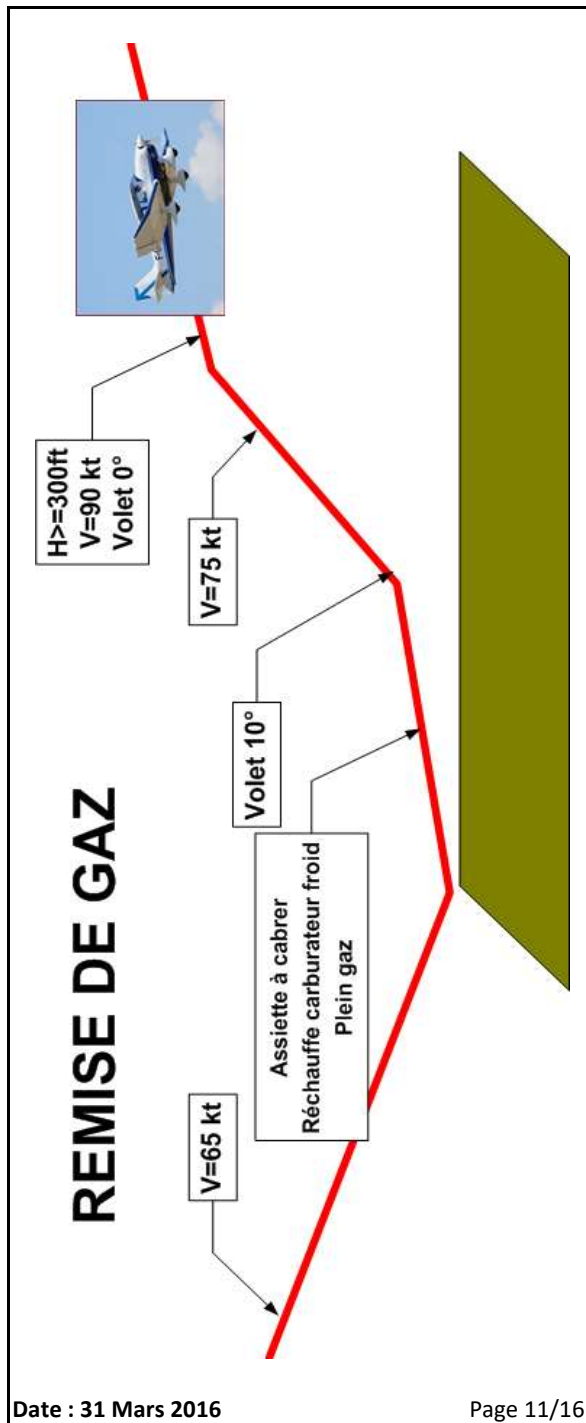 REMISE DE GAZ
V=65 kt
Assiette à cabrer
Réchauffe carburateur froid
Plein gaz
Volet 10°
V=75 kt
H>=300ft
V=90 kt
Volet 0°
Date : 31 Mars 2016
Page 11/16